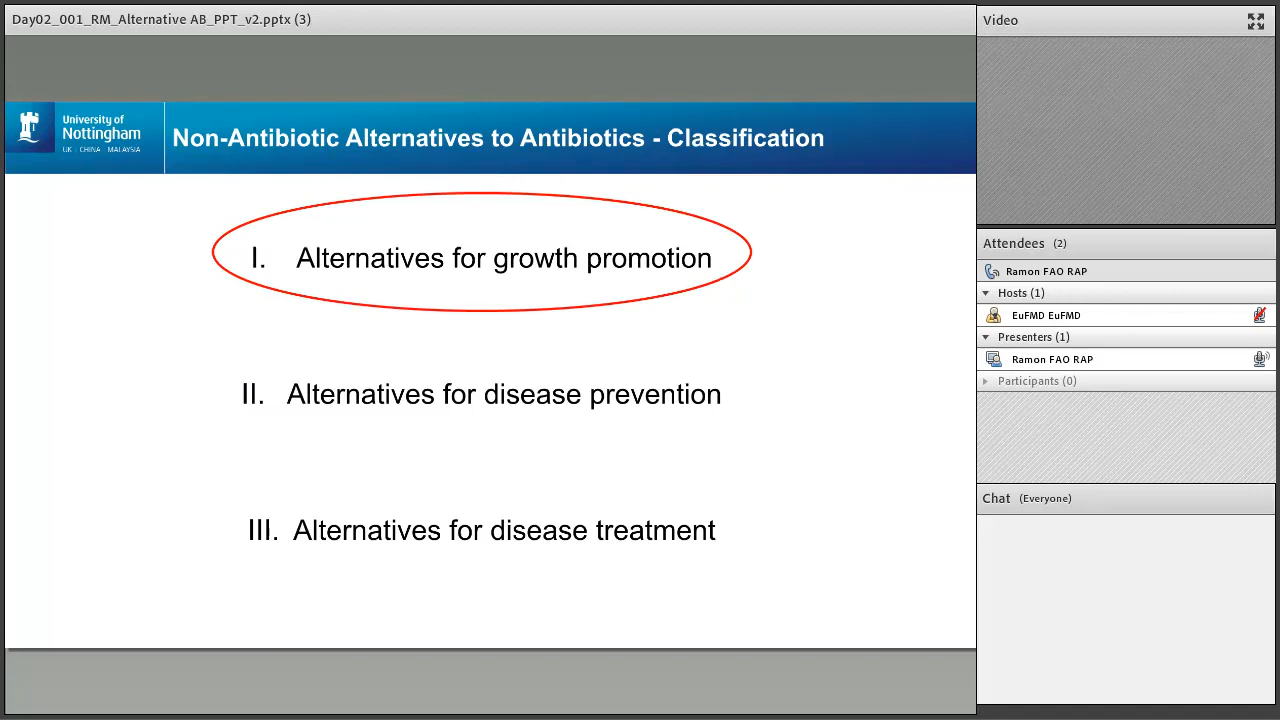 Day02_001_RM_Alternative AB_PPT_v2.pptx (3)
University of
Nottingham
UK · CHINA · MALAYSIA
Non-Antibiotic Alternatives to Antibiotics - Classification
I. Alternatives for growth promotion
II. Alternatives for disease prevention
III. Alternatives for disease treatment
Video
Attendees (2)
Ramon FAO RAP
Hosts (1)
EuFMD EuFMD
Presenters (1)
Ramon FAO RAP
Participants (0)
Chat (Everyone)